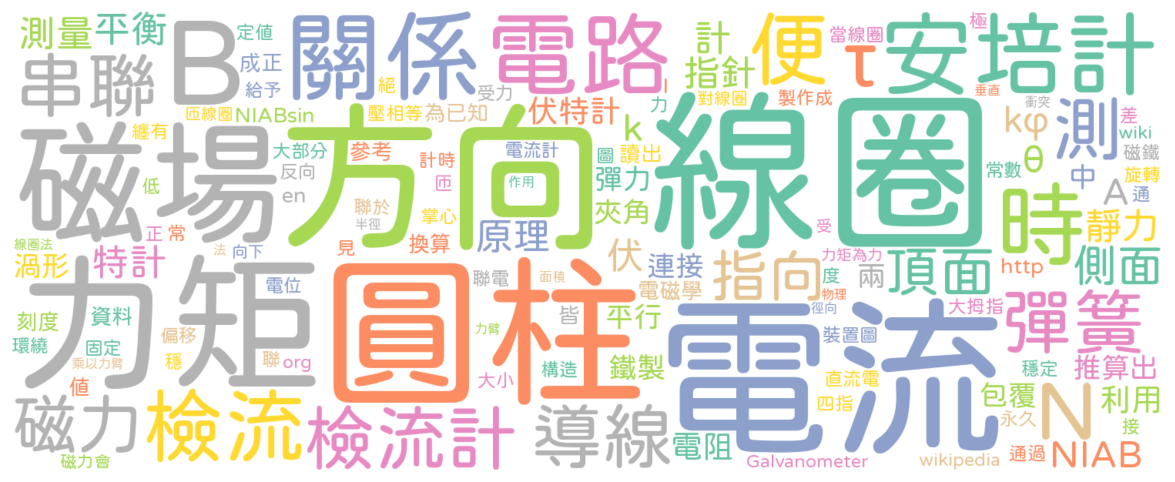 測量 平衡 B 定值 成正 給予 關係 電路 計 指針 便 τ 當線圈 極 安培計
串聯 匝線圈 NIABsin 絕 受力 壓相等 為已知 伏特計 I 力 對線圈 製作成 垂直 衝突 差
磁場 纏有 低 大部分 反向 en 方向 參考 計時 電流計 匝 作用 圖 k 讀出 彈力 線圈 kφ θ 測 wiki 磁鐵 旋轉
常數 中 A 通 時 靜力
正 常 聯於 半徑 掌心 見 換算 原理 夾角 受
線圈法 渦形 特計 法 向下 電位 伏 連接 電磁學 指向 力矩為力 度 物理 兩 頂面 http 側面
力矩 圓柱 聯電 面積 皆 平行 徑向 大拇指 彈簧
刻度 資料 環繞 固定 偏移 穩 聯 org 乘以力臂 值 力臂 大小 構造 鐵製 電流 裝置圖 直流電 四指 穩定 推算出
磁力 磁力會 檢流 檢流計 導線 電阻 Galvanometer wikipedia 包覆 永久 N 利用 接 通過 NIAB